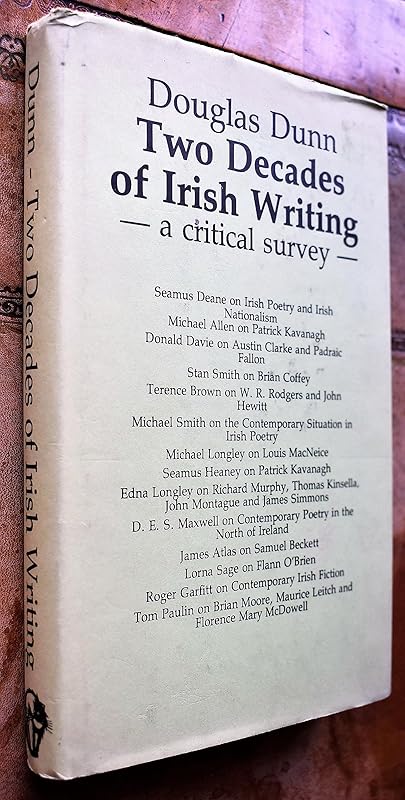 Douglas Dunn
Two Decades
of Irish Writing
— a critical survey —
Seamus Deane on Irish Poetry and Irish
Nationalism
Michael Allen on Patrick Kavanagh
Donald Davie on Austin Clarke and Padraic
Fallon
Stan Smith on Brian Coffey
Terence Brown on W. R. Rodgers and John
Hewitt
Michael Smith on the Contemporary Situation in
Irish Poetry
Michael Longley on Louis MacNeice
Seamus Heaney on Patrick Kavanagh
Edna Longley on Richard Murphy, Thomas Kinsella,
John Montague and James Simmons
D. E. S. Maxwell on Contemporary Poetry in the
North of Ireland
James Atlas on Samuel Beckett
Lorna Sage on Flann O'Brien
Roger Garfitt on Contemporary Irish Fiction
Tom Paulin on Brian Moore, Maurice Leitch and
Florence Mary McDowell
Dunn - Two Decades of Irish Writing